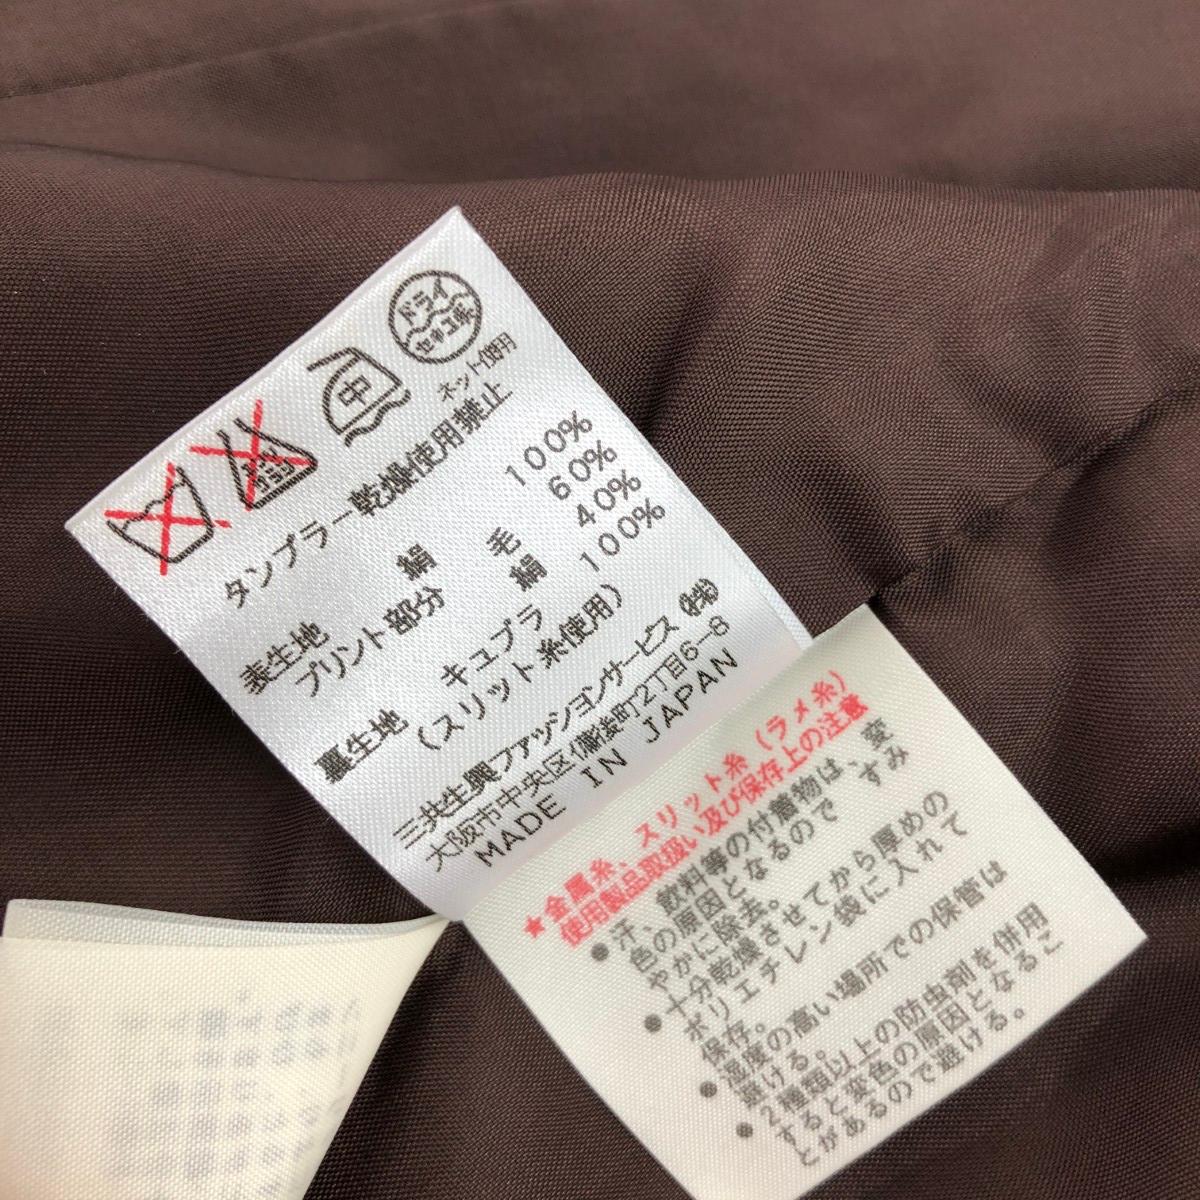 ドライ
セキユ系
中
エンソ
サラシ
ネット使用
タンブラー乾燥使用禁止
表生地 絹 100%
プリント部分 毛 60%
絹 40%
裏生地 キュプラ 100%
(スリット糸使用)
三共生興ファッションサービス(株)
大阪市中央区備後町2丁目6-8
MADE IN JAPAN
★金属糸、スリット糸(ラメ糸)
使用製品取扱い及び保存上の注意
●汗、飲料等の付着物は、変
色の原因となるので、すみ
やかに除去。
●十分乾燥させてから厚めの
ポリエチレン袋に入れて
保存。
●湿度の高い場所での保管は
避ける。
●2種類以上の防虫剤を併用
すると変色の原因となるこ
とがあるので避ける。